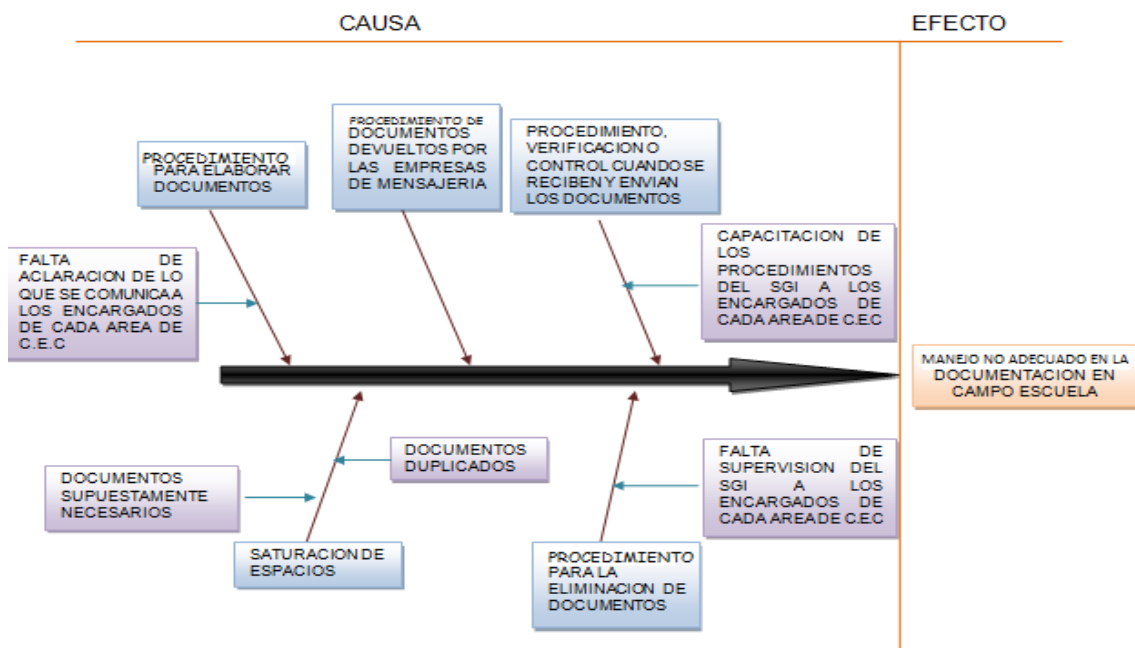 CAUSA
EFECTO
PROCEDIMIENTO
PARA ELABORAR
DOCUMENTOS
PROCEDIMIENTO DE
DOCUMENTOS
DEVUELTOS POR
LAS EMPRESAS
DE MENSAJERIA
PROCEDIMIENTO,
VERIFICACION O
CONTROL CUANDO SE
RECIBEN Y ENVIAN
LOS DOCUMENTOS
FALTA DE
ACLARACION DE LO
QUE SE COMUNICA A
LOS ENCARGADOS
DE CADA AREA DE
C.E.C
CAPACITACION DE
LOS
PROCEDIMIENTOS
DEL SGI A LOS
ENCARGADOS DE
CADA AREA DE C.E.C
MANEJO NO ADECUADO EN LA
DOCUMENTACION EN
CAMPO ESCUELA
DOCUMENTOS
SUPUESTAMENTE
NECESARIOS
DOCUMENTOS
DUPLICADOS
FALTA DE
SUPERVISION DEL
SGI A LOS
ENCARGADOS DE
CADA AREA DE C.E.C
SATURACION DE
ESPACIOS
PROCEDIMIENTO
PARA LA
ELIMINACION DE
DOCUMENTOS